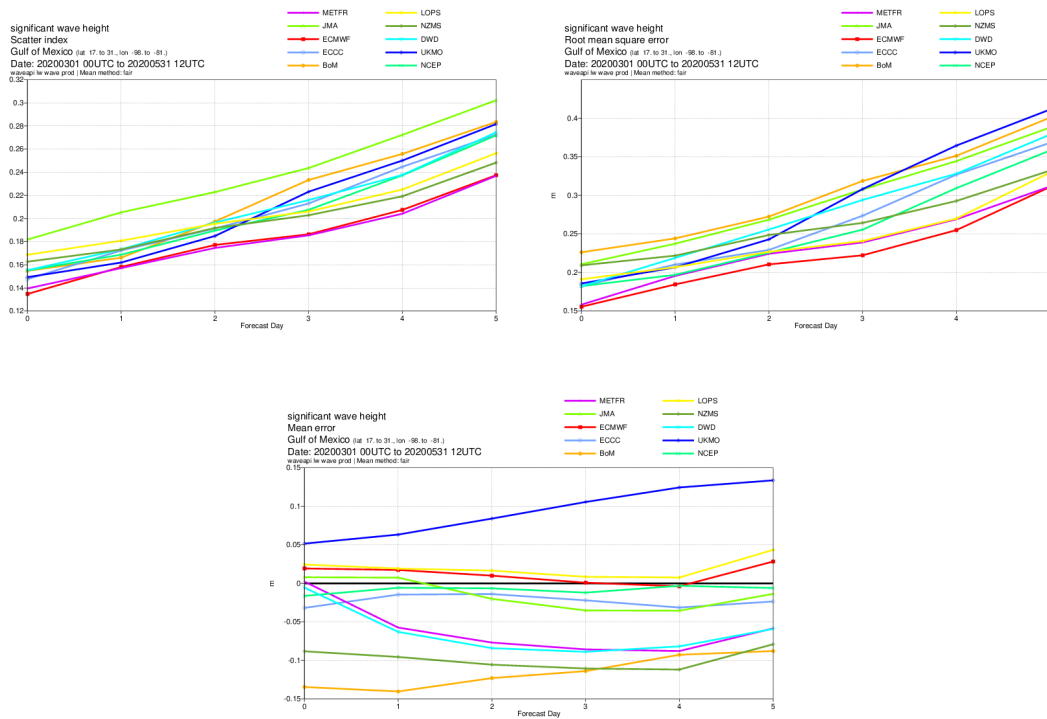 significant wave height
Scatter index
Gulf of Mexico (lat 17. to 31., lon -98. to -81.)
Date: 20200301 00UTC to 20200531 12UTC
waveapi lw wave prod | Mean method: fair
METFR
JMA
ECMWF
ECCC
BoM
LOPS
NZMS
DWD
UKMO
NCEP
0.32
0.3
0.28
0.26
0.24
0.22
0.2
0.18
0.16
0.14
0.12
0 1 2 3 4 5
Forecast Day
significant wave height
Root mean square error
Gulf of Mexico (lat 17. to 31., lon -98. to -81.)
Date: 20200301 00UTC to 20200531 12UTC
waveapi lw wave prod | Mean method: fair
METFR
JMA
ECMWF
ECCC
BoM
LOPS
NZMS
DWD
UKMO
NCEP
0.4
0.35
0.3
0.25
0.2
0.15
m
0 1 2 3 4
Forecast Day
significant wave height
Mean error
Gulf of Mexico (lat 17. to 31., lon -98. to -81.)
Date: 20200301 00UTC to 20200531 12UTC
waveapi lw wave prod | Mean method: fair
METFR
JMA
ECMWF
ECCC
BoM
LOPS
NZMS
DWD
UKMO
NCEP
0.15
0.1
0.05
0
-0.05
-0.1
-0.15
m
0 1 2 3 4 5
Forecast Day